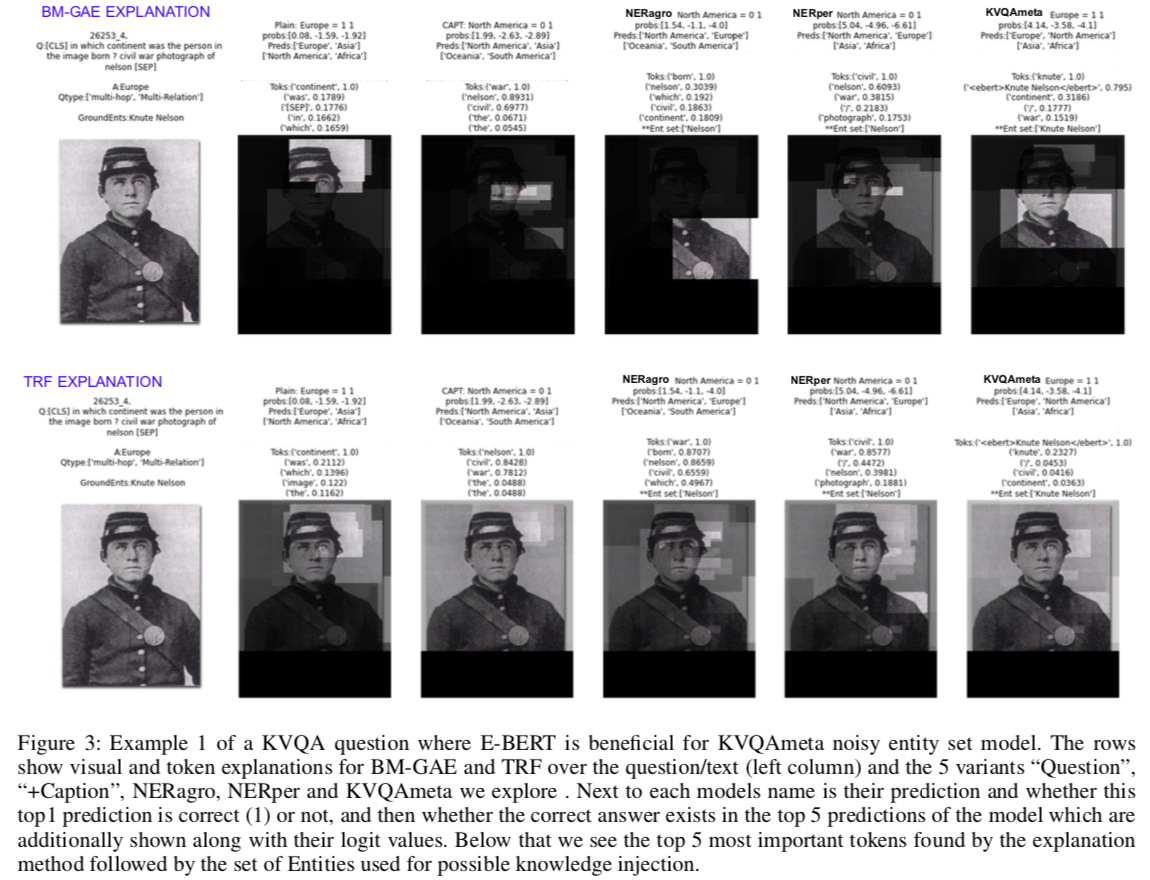 BM-GAE EXPLANATION
26253_4,
Q:[CLS] in which continent was the person in
the image born ? civil war photograph of
nelson [SEP]
A:Europe
Qtype:['multi-hop', 'Multi-Relation']
GroundEnts:Knute Nelson
Plain: Europe = 1 1
probs:[0.08, -1.59, -1.92]
Preds:['Europe', 'Asia']
['North America', 'Africa']
Toks:('continent', 1.0)
('was', 0.1789)
('[SEP]', 0.1776)
('in', 0.1662)
('which', 0.1659)
CAPT: North America = 0 1
probs:[1.99, -2.63, -2.89]
Preds:['North America', 'Asia']
['Oceania', 'South America']
Toks:('war', 1.0)
('nelson', 0.8931)
('civil', 0.6977)
('the', 0.0671)
('the', 0.0545)
NERagro North America = 0 1
probs:[1.54, -1.1, -4.0]
Preds:['North America', 'Europe']
['Oceania', 'South America']
Toks:('born', 1.0)
('nelson', 0.3039)
('which', 0.192)
('civil', 0.1863)
('continent', 0.1809)
**Ent set:['Nelson']
NERper North America = 0 1
probs:[5.04, -4.96, -6.61]
Preds:['North America', 'Europe']
['Asia', 'Africa']
Toks:('civil', 1.0)
('nelson', 0.6093)
('war', 0.3815)
('/', 0.2183)
('photograph', 0.1753)
**Ent set:['Nelson']
KVQAmeta Europe = 1 1
probs:[4.14, -3.58, -4.1]
Preds:['Europe', 'North America']
['Asia', 'Africa']
Toks:('knute', 1.0)
('<ebert>Knute Nelson</ebert>', 0.795)
('continent', 0.3186)
('/', 0.1777)
('war', 0.1519)
**Ent set:['Knute Nelson']
TRF EXPLANATION
26253_4,
Q:[CLS] in which continent was the person in
the image born ? civil war photograph of
nelson [SEP]
A:Europe
Qtype:['multi-hop', 'Multi-Relation']
GroundEnts:Knute Nelson
Plain: Europe = 1 1
probs:[0.08, -1.59, -1.92]
Preds:['Europe', 'Asia']
['North America', 'Africa']
Toks:('continent', 1.0)
('was', 0.2112)
('which', 0.1396)
('image', 0.122)
('the', 0.1162)
CAPT: North America = 0 1
probs:[1.99, -2.63, -2.89]
Preds:['North America', 'Asia']
['Oceania', 'South America']
Toks:('nelson', 1.0)
('civil', 0.8428)
('war', 0.7812)
('the', 0.0488)
('the', 0.0488)
NERagro North America = 0 1
probs:[1.54, -1.1, -4.0]
Preds:['North America', 'Europe']
['Oceania', 'South America']
Toks:('war', 1.0)
('born', 0.8707)
('nelson', 0.8659)
('civil', 0.6559)
('which', 0.4967)
**Ent set:['Nelson']
NERper North America = 0 1
probs:[5.04, -4.96, -6.61]
Preds:['North America', 'Europe']
['Asia', 'Africa']
Toks:('civil', 1.0)
('war', 0.8577)
('/', 0.4472)
('nelson', 0.3981)
('photograph', 0.1881)
**Ent set:['Nelson']
KVQAmeta Europe = 1 1
probs:[4.14, -3.58, -4.1]
Preds:['Europe', 'North America']
['Asia', 'Africa']
Toks:('<ebert>Knute Nelson</ebert>', 1.0)
('knute', 0.2327)
('/', 0.0453)
('civil', 0.0416)
('continent', 0.0363)
**Ent set:['Knute Nelson']
Figure 3: Example 1 of a KVQA question where E-BERT is beneficial for KVQAmeta noisy entity set model. The rows
show visual and token explanations for BM-GAE and TRF over the question/text (left column) and the 5 variants “Question”,
“+Caption”, NERagro, NERper and KVQAmeta we explore . Next to each models name is their prediction and whether this
top1 prediction is correct (1) or not, and then whether the correct answer exists in the top 5 predictions of the model which are
additionally shown along with their logit values. Below that we see the top 5 most important tokens found by the explanation
method followed by the set of Entities used for possible knowledge injection.